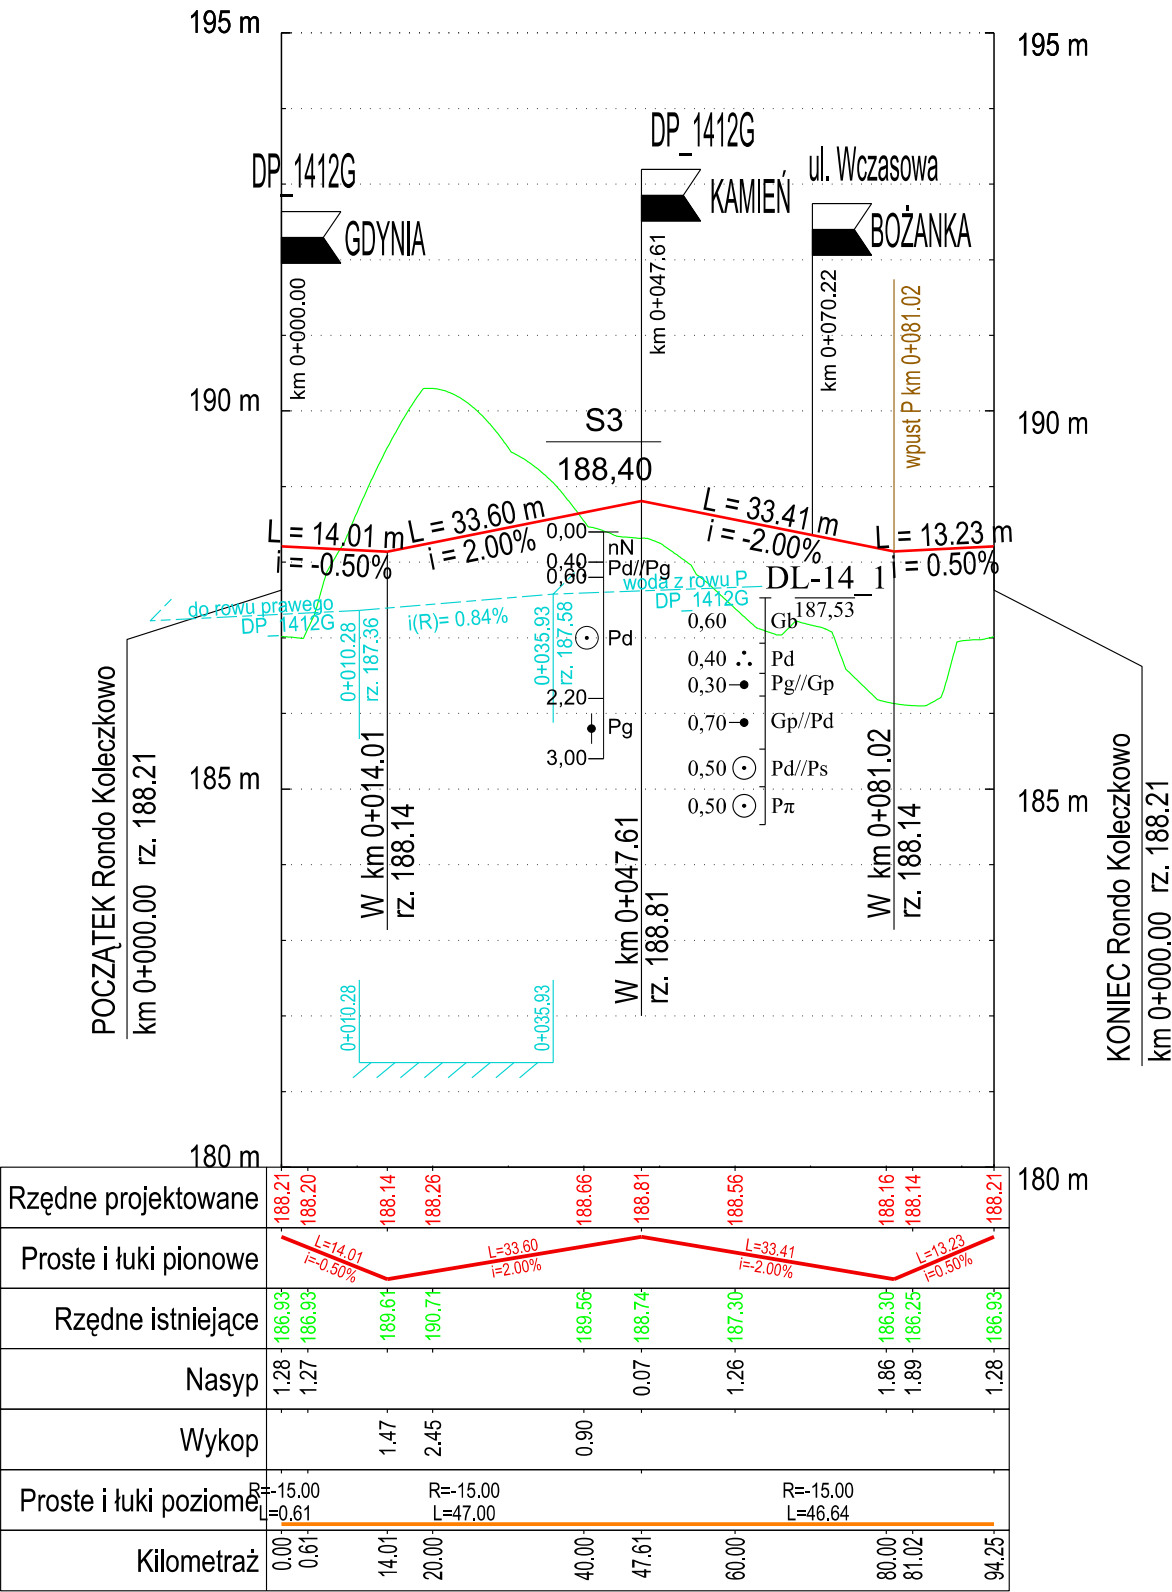 195 m
195 m
DP_1412G
GDYNIA
km 0+000.00
DP_1412G
KAMIEŃ
km 0+047.61
ul. Wczasowa
BOŻANKA
km 0+070.22
wpust P km 0+081.02
190 m
190 m
S3
188,40
L = 14.01 m
i = -0.50%
L = 33.60 m
i = 2.00%
L = 33.41 m
i = -2.00%
L = 13.23 m
i = 0.50%
0,00
nN
0,40
Pd//Pg
0,60
Pd
2,20
Pg
3,00
woda z rowu P
DP_1412G
do rowu prawego
DP_1412G
i(R)= 0.84%
0+010.28
rz. 187.36
0+035.93
rz. 187.58
DL-14_1
187,53
0,60 Gb
0,40 Pd
0,30 Pg//Gp
0,70 Gp//Pd
0,50 Pd//Ps
0,50 Pπ
185 m
185 m
POCZĄTEK Rondo Koleczkowo
km 0+000.00 rz. 188.21
W km 0+014.01
rz. 188.14
W km 0+047.61
rz. 188.81
W km 0+081.02
rz. 188.14
KONIEC Rondo Koleczkowo
km 0+000.00 rz. 188.21
0+010.28
0+035.93
180 m
180 m
Rzędne projektowane 188.21 188.20 188.14 188.26 188.66 188.81 188.56 188.16 188.14 188.21
Proste i łuki pionowe
L=14.01
i=-0.50%
L=33.60
i=2.00%
L=33.41
i=-2.00%
L=13.23
i=0.50%
Rzędne istniejące 186.93 186.93 189.61 190.71 189.56 188.74 187.30 186.30 186.25 186.93
Nasyp 1.28 1.27 0.07 1.26 1.86 1.89 1.28
Wykop 1.47 2.45 0.90
Proste i łuki poziome
R=-15.00
L=0.61
R=-15.00
L=47.00
R=-15.00
L=46.64
Kilometraż 0.00 0.61 14.01 20.00 40.00 47.61 60.00 80.00 81.02 94.25